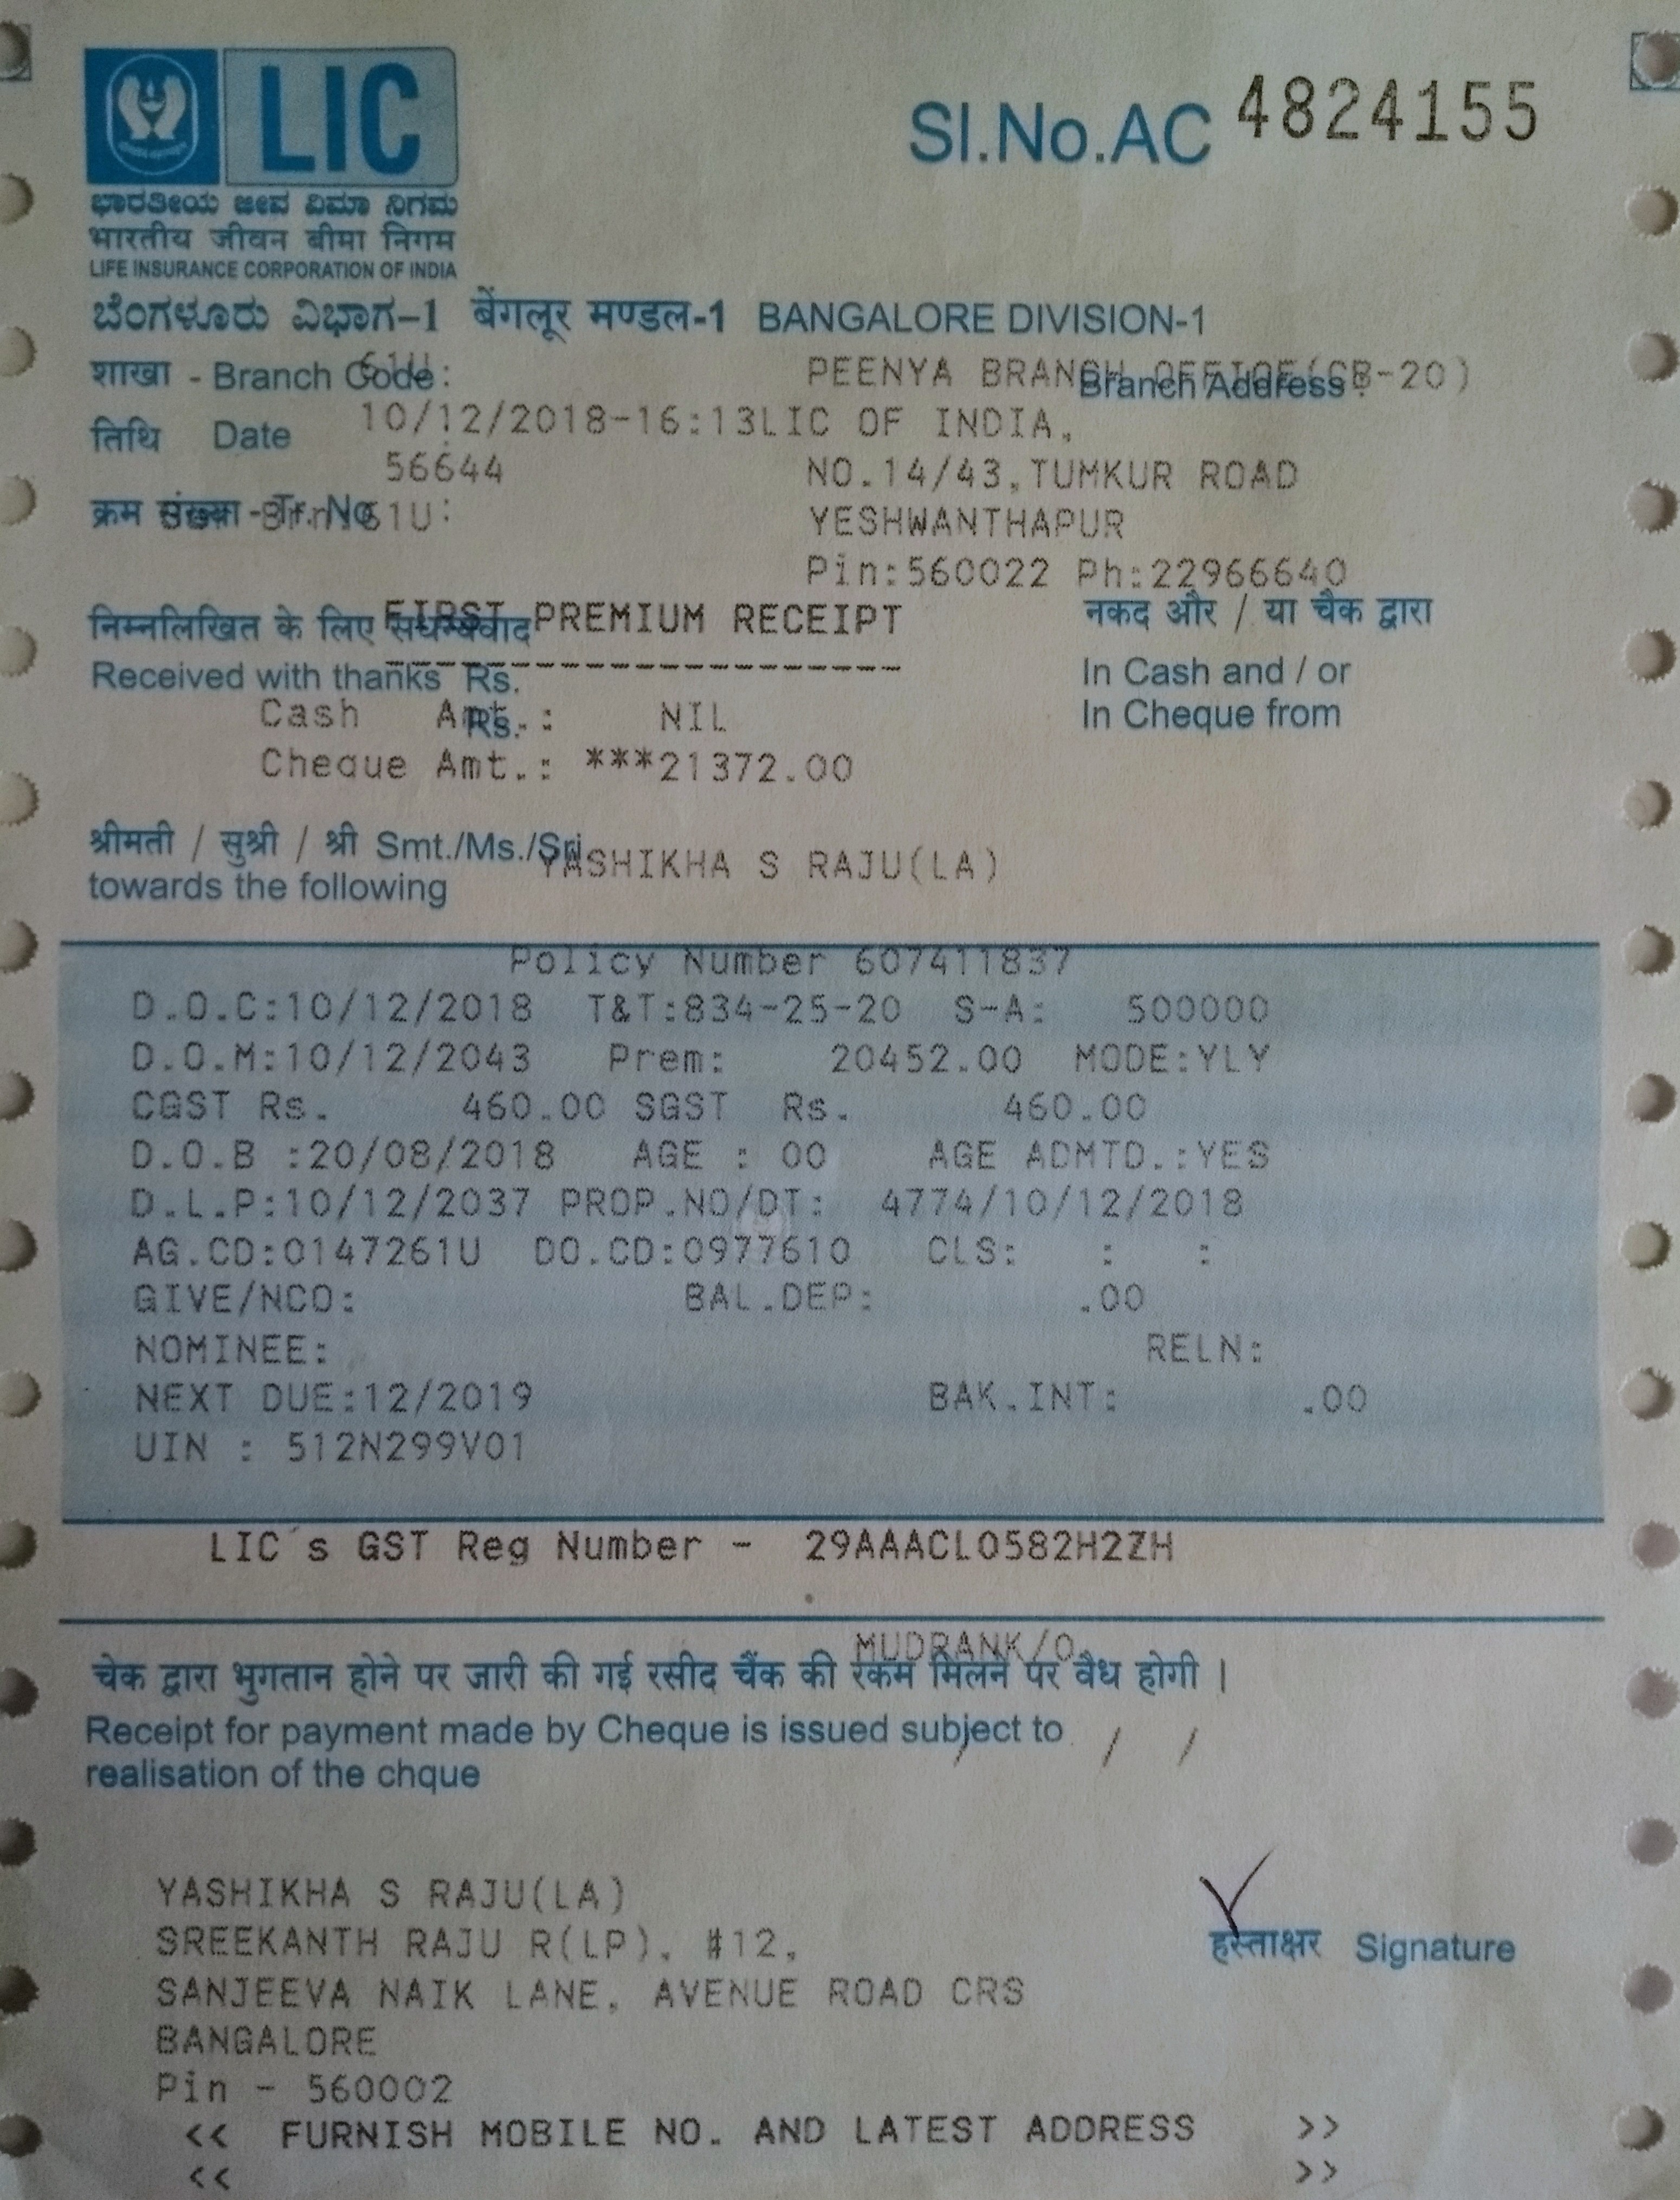 LIC
Sl.No.AC 4824155
ಭಾರತೀಯ ಜೀವ ವಿಮಾ ನಿಗಮ
भारतीय जीवन बीमा निगम
LIFE INSURANCE CORPORATION OF INDIA
ಬೆಂಗಳೂರು ವಿಭಾಗ-1 बेंगलूर मण्डल-1 BANGALORE DIVISION-1
शाखा - Branch Code: 61U PEENYA BRANCH OFFICE(CB-20) Branch Address :
तिथि Date 10/12/2018-16:13 LIC OF INDIA,
56644 NO.14/43,TUMKUR ROAD
क्रम संख्या - Tr. No. 61U: YESHWANTHAPUR
Pin:560022 Ph:22966640
निम्नलिखित के लिए सधन्यवाद FIRST PREMIUM RECEIPT नकद और / या चैक द्वारा
Received with thanks Rs. In Cash and / or
Cash Amt.: NIL Rs. In Cheque from
Cheque Amt.: ***21372.00
श्रीमती / सुश्री / श्री Smt./Ms./Sri. YASHIKHA S RAJU(LA)
towards the following
Policy Number 607411837
D.O.C:10/12/2018 T&T:834-25-20 S-A: 500000
D.O.M:10/12/2043 Prem: 20452.00 MODE:YLY
CGST Rs. 460.00 SGST Rs. 460.00
D.O.B :20/08/2018 AGE : 00 AGE ADMTD.:YES
D.L.P:10/12/2037 PROP.NO/DT: 4774/10/12/2018
AG.CD:0147261U DO.CD:0977610 CLS: : :
GIVE/NCO: BAL.DEP: .00
NOMINEE: RELN:
NEXT DUE:12/2019 BAK.INT: .00
UIN : 512N299V01
LIC´s GST Reg Number - 29AAACL0582H2ZH
MUDRANK/0
चेक द्वारा भुगतान होने पर जारी की गई रसीद चैंक की रकम मिलने पर वैध होगी |
Receipt for payment made by Cheque is issued subject to / / /
realisation of the chque
YASHIKHA S RAJU(LA)
SREEKANTH RAJU R(LP), #12,
हस्ताक्षर Signature
SANJEEVA NAIK LANE, AVENUE ROAD CRS
BANGALORE
Pin - 560002
<< FURNISH MOBILE NO. AND LATEST ADDRESS >>
<< >>